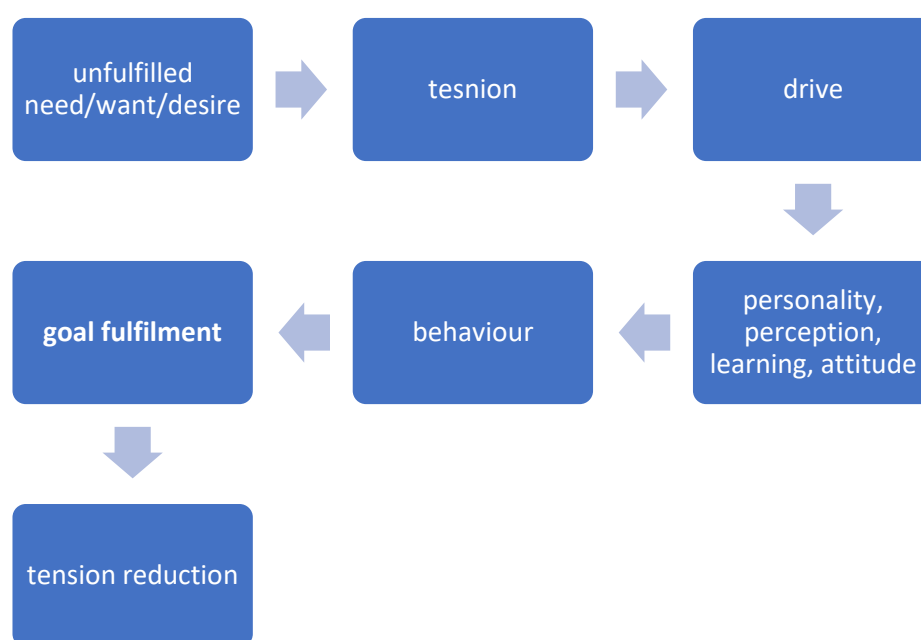 unfulfilled
need/want/desire
tesnion
drive
personality,
perception,
learning, attitude
behaviour
goal fulfilment
tension reduction